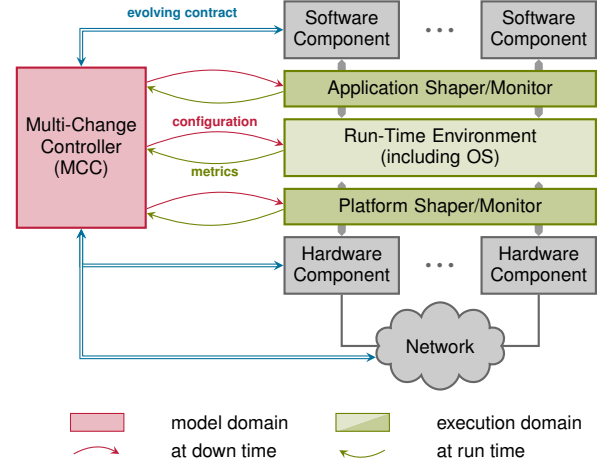 evolving contract
Software
Component
...
Software
Component
Application Shaper/Monitor
Multi-Change
Controller
(MCC)
configuration
Run-Time Environment
(including OS)
metrics
Platform Shaper/Monitor
Hardware
Component
...
Hardware
Component
Network
model domain
execution domain
at down time
at run time